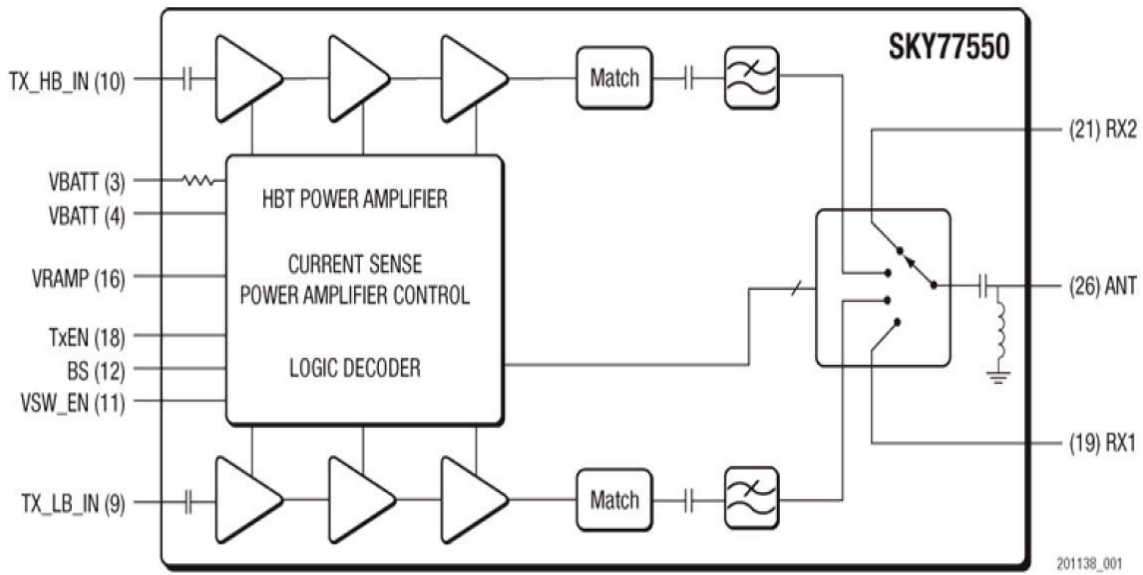 SKY77550
TX_HB_IN (10)
Match
(21) RX2
VBATT (3)
VBATT (4)
HBT POWER AMPLIFIER
VRAMP (16)
CURRENT SENSE
POWER AMPLIFIER CONTROL
(26) ANT
TxEN (18)
BS (12)
LOGIC DECODER
VSW_EN (11)
(19) RX1
TX_LB_IN (9)
Match
201138_001